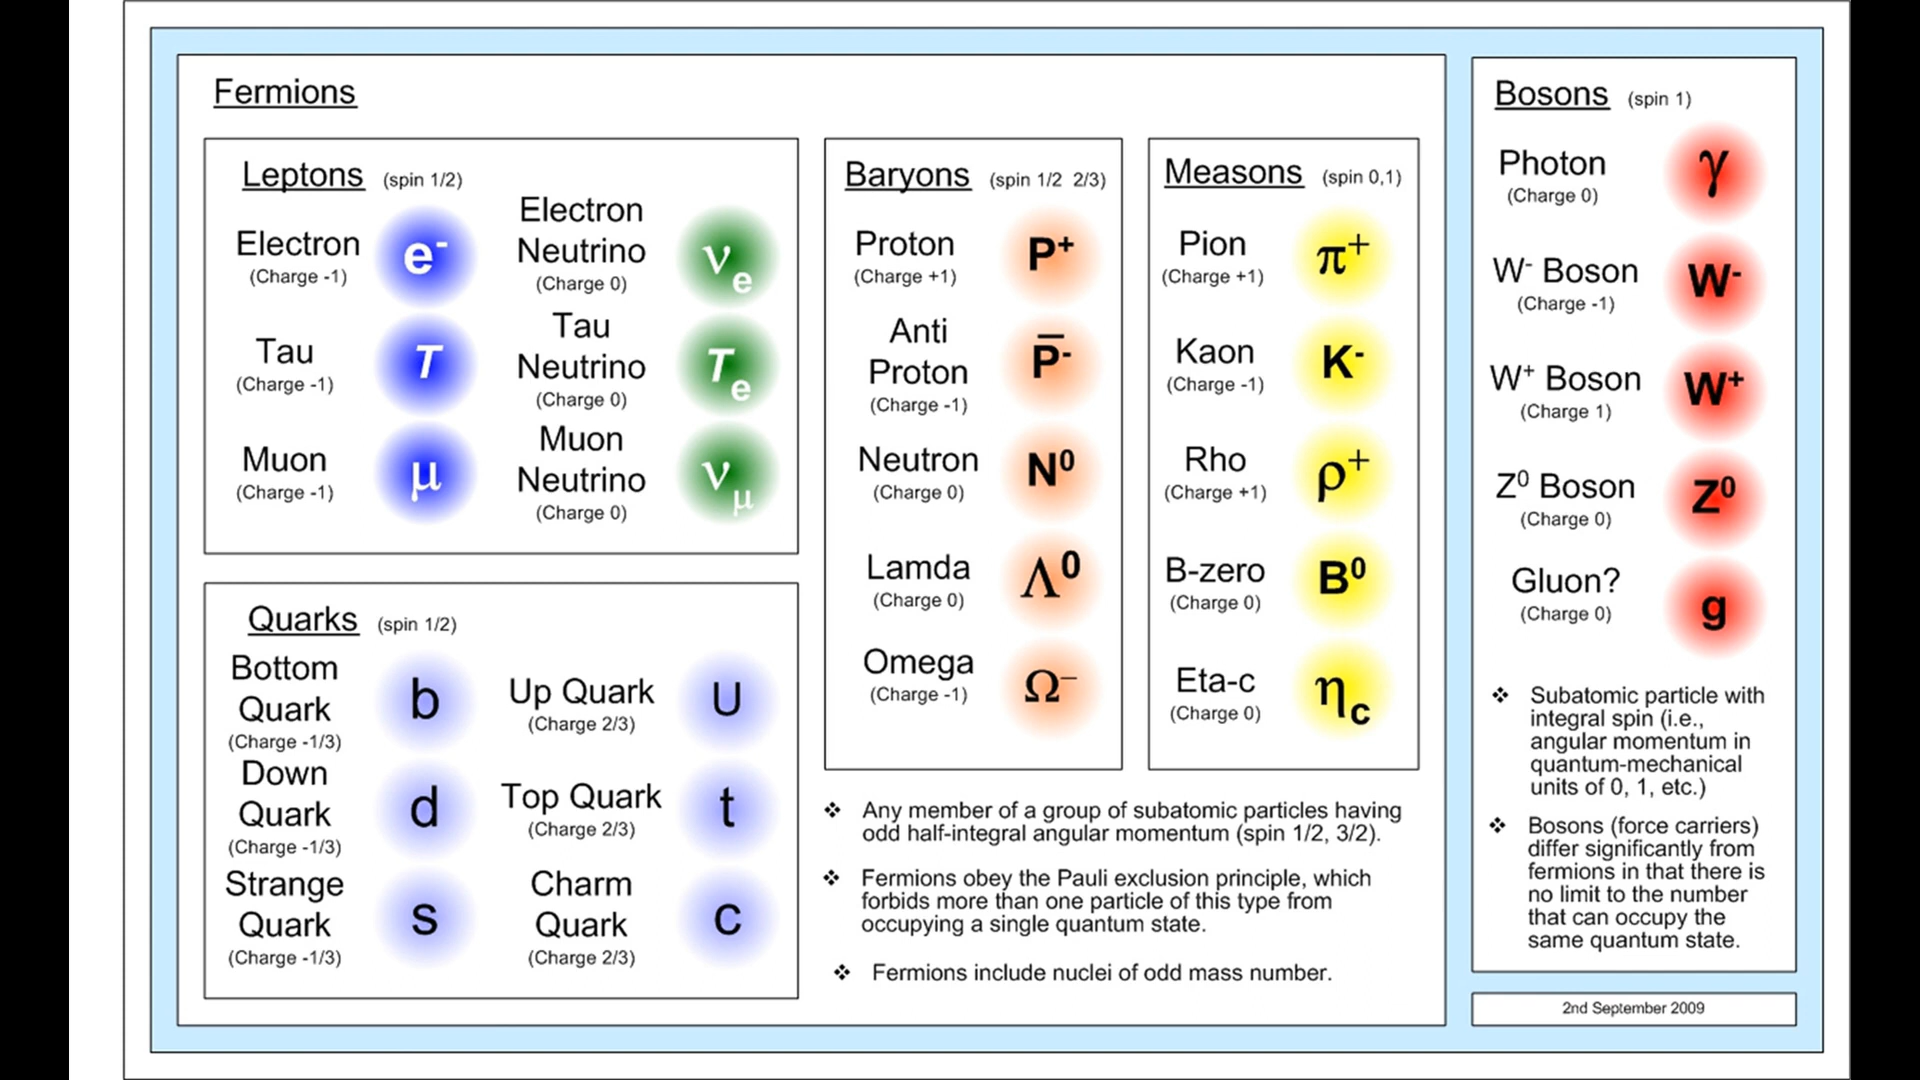 Fermions
Leptons (spin 1/2)
Electron
(Charge -1)
e-
Electron
Neutrino
(Charge 0)
νe
Tau
(Charge -1)
T
Tau
Neutrino
(Charge 0)
Te
Muon
(Charge -1)
μ
Muon
Neutrino
(Charge 0)
νμ
Quarks (spin 1/2)
Bottom
Quark
(Charge -1/3)
b
Up Quark
(Charge 2/3)
U
Down
Quark
(Charge -1/3)
d
Top Quark
(Charge 2/3)
t
Strange
Quark
(Charge -1/3)
s
Charm
Quark
(Charge 2/3)
c
Baryons (spin 1/2 2/3)
Proton
(Charge +1)
P+
Anti
Proton
(Charge -1)
P̅-
Neutron
(Charge 0)
N0
Lamda
(Charge 0)
Λ0
Omega
(Charge -1)
Ω−
Measons (spin 0,1)
Pion
(Charge +1)
π+
Kaon
(Charge -1)
K-
Rho
(Charge +1)
ρ+
B-zero
(Charge 0)
B0
Eta-c
(Charge 0)
ηc
❖ Any member of a group of subatomic particles having
odd half-integral angular momentum (spin 1/2, 3/2).
❖ Fermions obey the Pauli exclusion principle, which
forbids more than one particle of this type from
occupying a single quantum state.
❖ Fermions include nuclei of odd mass number.
Bosons (spin 1)
Photon
(Charge 0)
γ
W- Boson
(Charge -1)
W-
W+ Boson
(Charge 1)
W+
Z0 Boson
(Charge 0)
Z0
Gluon?
(Charge 0)
g
❖ Subatomic particle with
integral spin (i.e.,
angular momentum in
quantum-mechanical
units of 0, 1, etc.)
❖ Bosons (force carriers)
differ significantly from
fermions in that there is
no limit to the number
that can occupy the
same quantum state.
2nd September 2009